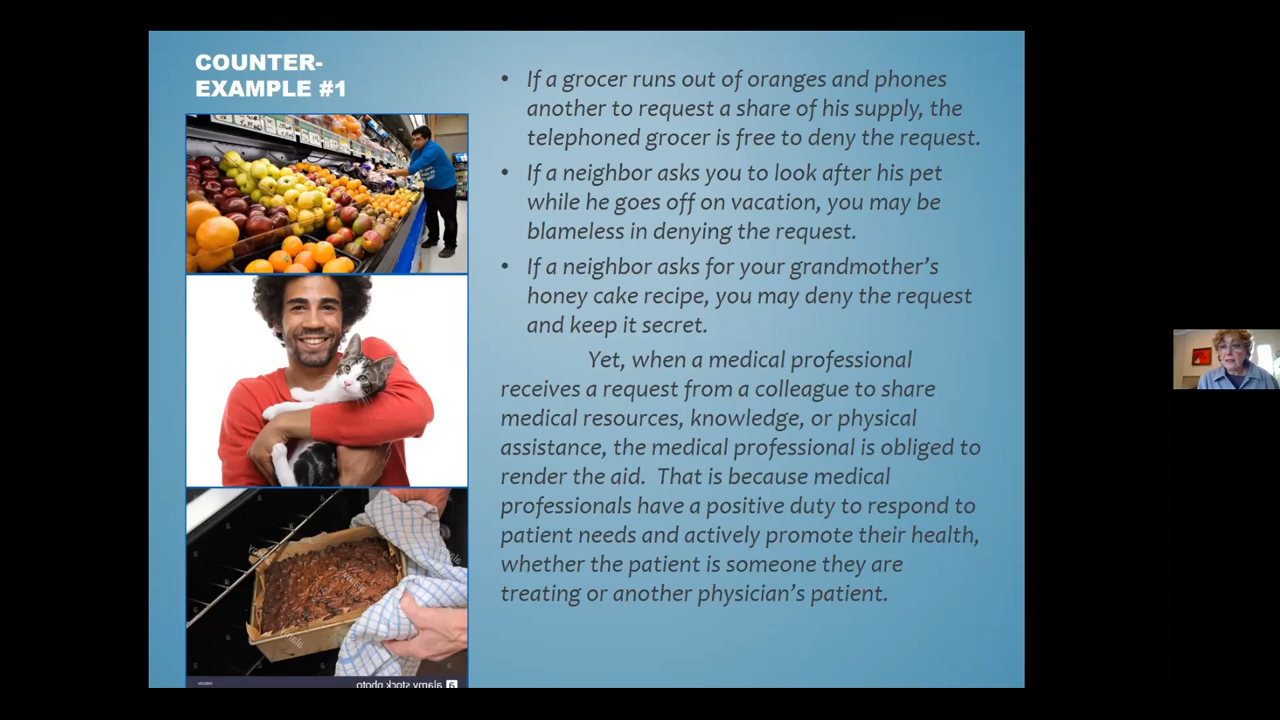 COUNTER-
EXAMPLE #1
• If a grocer runs out of oranges and phones
another to request a share of his supply, the
telephoned grocer is free to deny the request.
• If a neighbor asks you to look after his pet
while he goes off on vacation, you may be
blameless in denying the request.
• If a neighbor asks for your grandmother’s
honey cake recipe, you may deny the request
and keep it secret.
Yet, when a medical professional
receives a request from a colleague to share
medical resources, knowledge, or physical
assistance, the medical professional is obliged to
render the aid. That is because medical
professionals have a positive duty to respond to
patient needs and actively promote their health,
whether the patient is someone they are
treating or another physician’s patient.
alamy stock photo